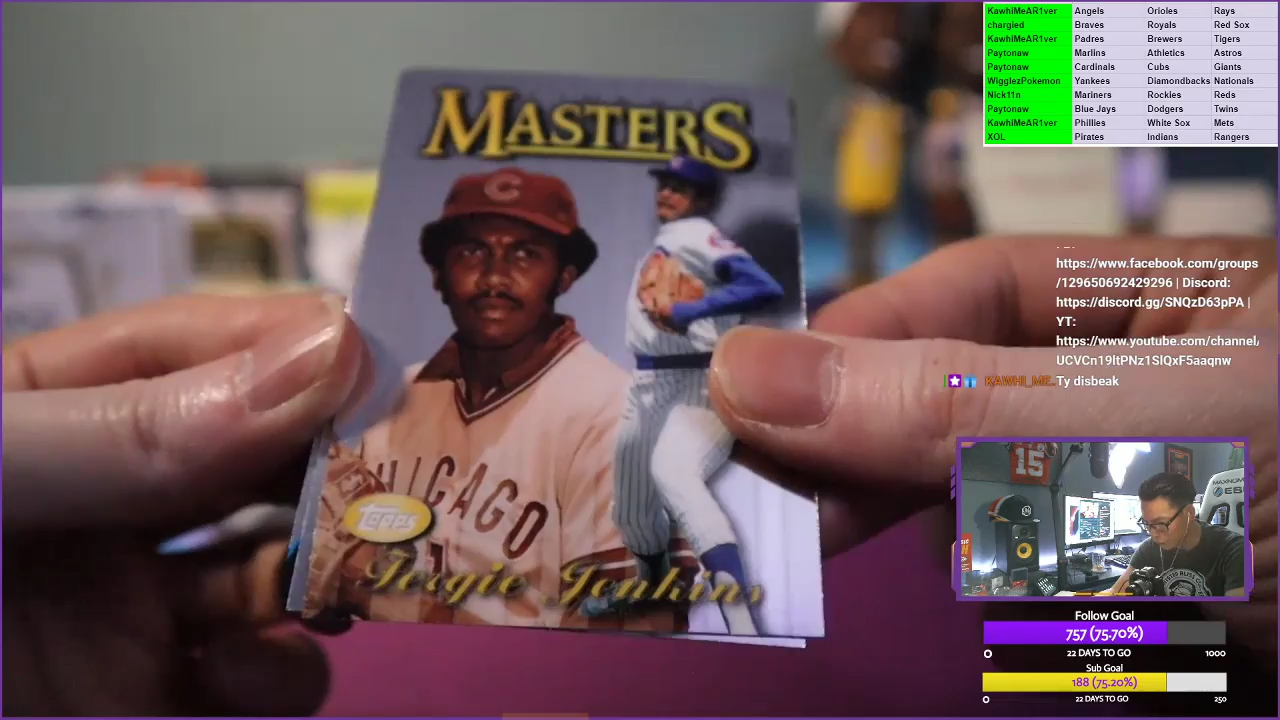 MASTERS
C
CHICAGO
Topps
Fergie Jenkins
KawhiMeAR1ver Angels Orioles Rays
chargled Braves Royals Red Sox
KawhiMeAR1ver Padres Brewers Tigers
Paytonaw Marlins Athletics Astros
Paytonaw Cardinals Cubs Giants
WigglezPokemon Yankees Diamondbacks Nationals
Nick11n Mariners Rockies Reds
Paytonaw Blue Jays Dodgers Twins
KawhiMeAR1ver Phillies White Sox Mets
XOL Pirates Indians Rangers
https://www.facebook.com/groups
/129650692429296 | Discord:
https://discord.gg/SNQzD63pPA |
YT:
https://www.youtube.com/channel/
UCVCn19ltPNz1SlQxF5aaqnw
KAWHI_ME.. Ty disbeak
15
Follow Goal
757 (75.70%)
0 22 DAYS TO GO 1000
Sub Goal
188 (75.20%)
0 22 DAYS TO GO 250